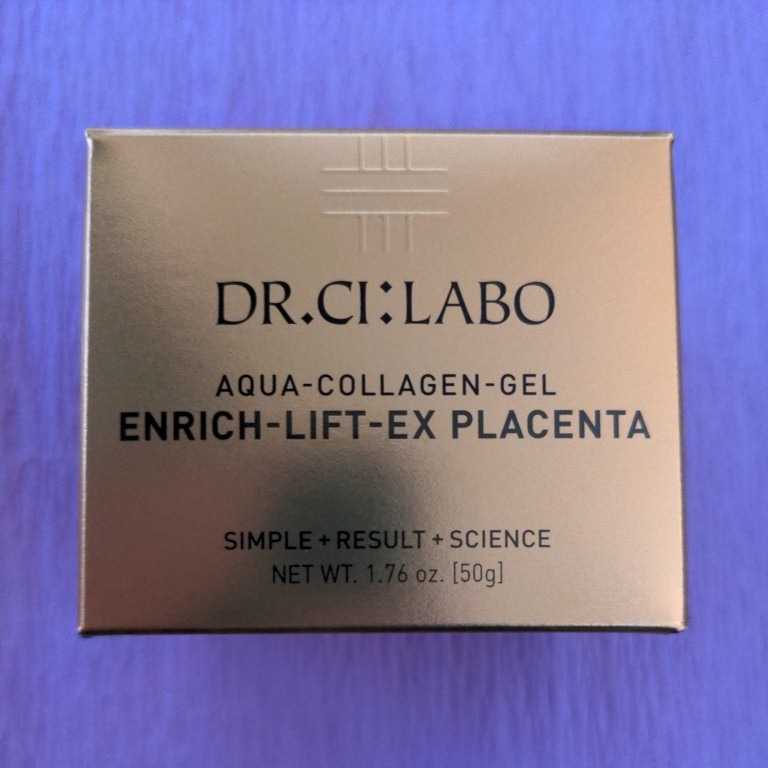 DR.CI:LABO
AQUA-COLLAGEN-GEL
ENRICH-LIFT-EX PLACENTA
SIMPLE+RESULT+SCIENCE
NET WT. 1.76 oz. [50g]